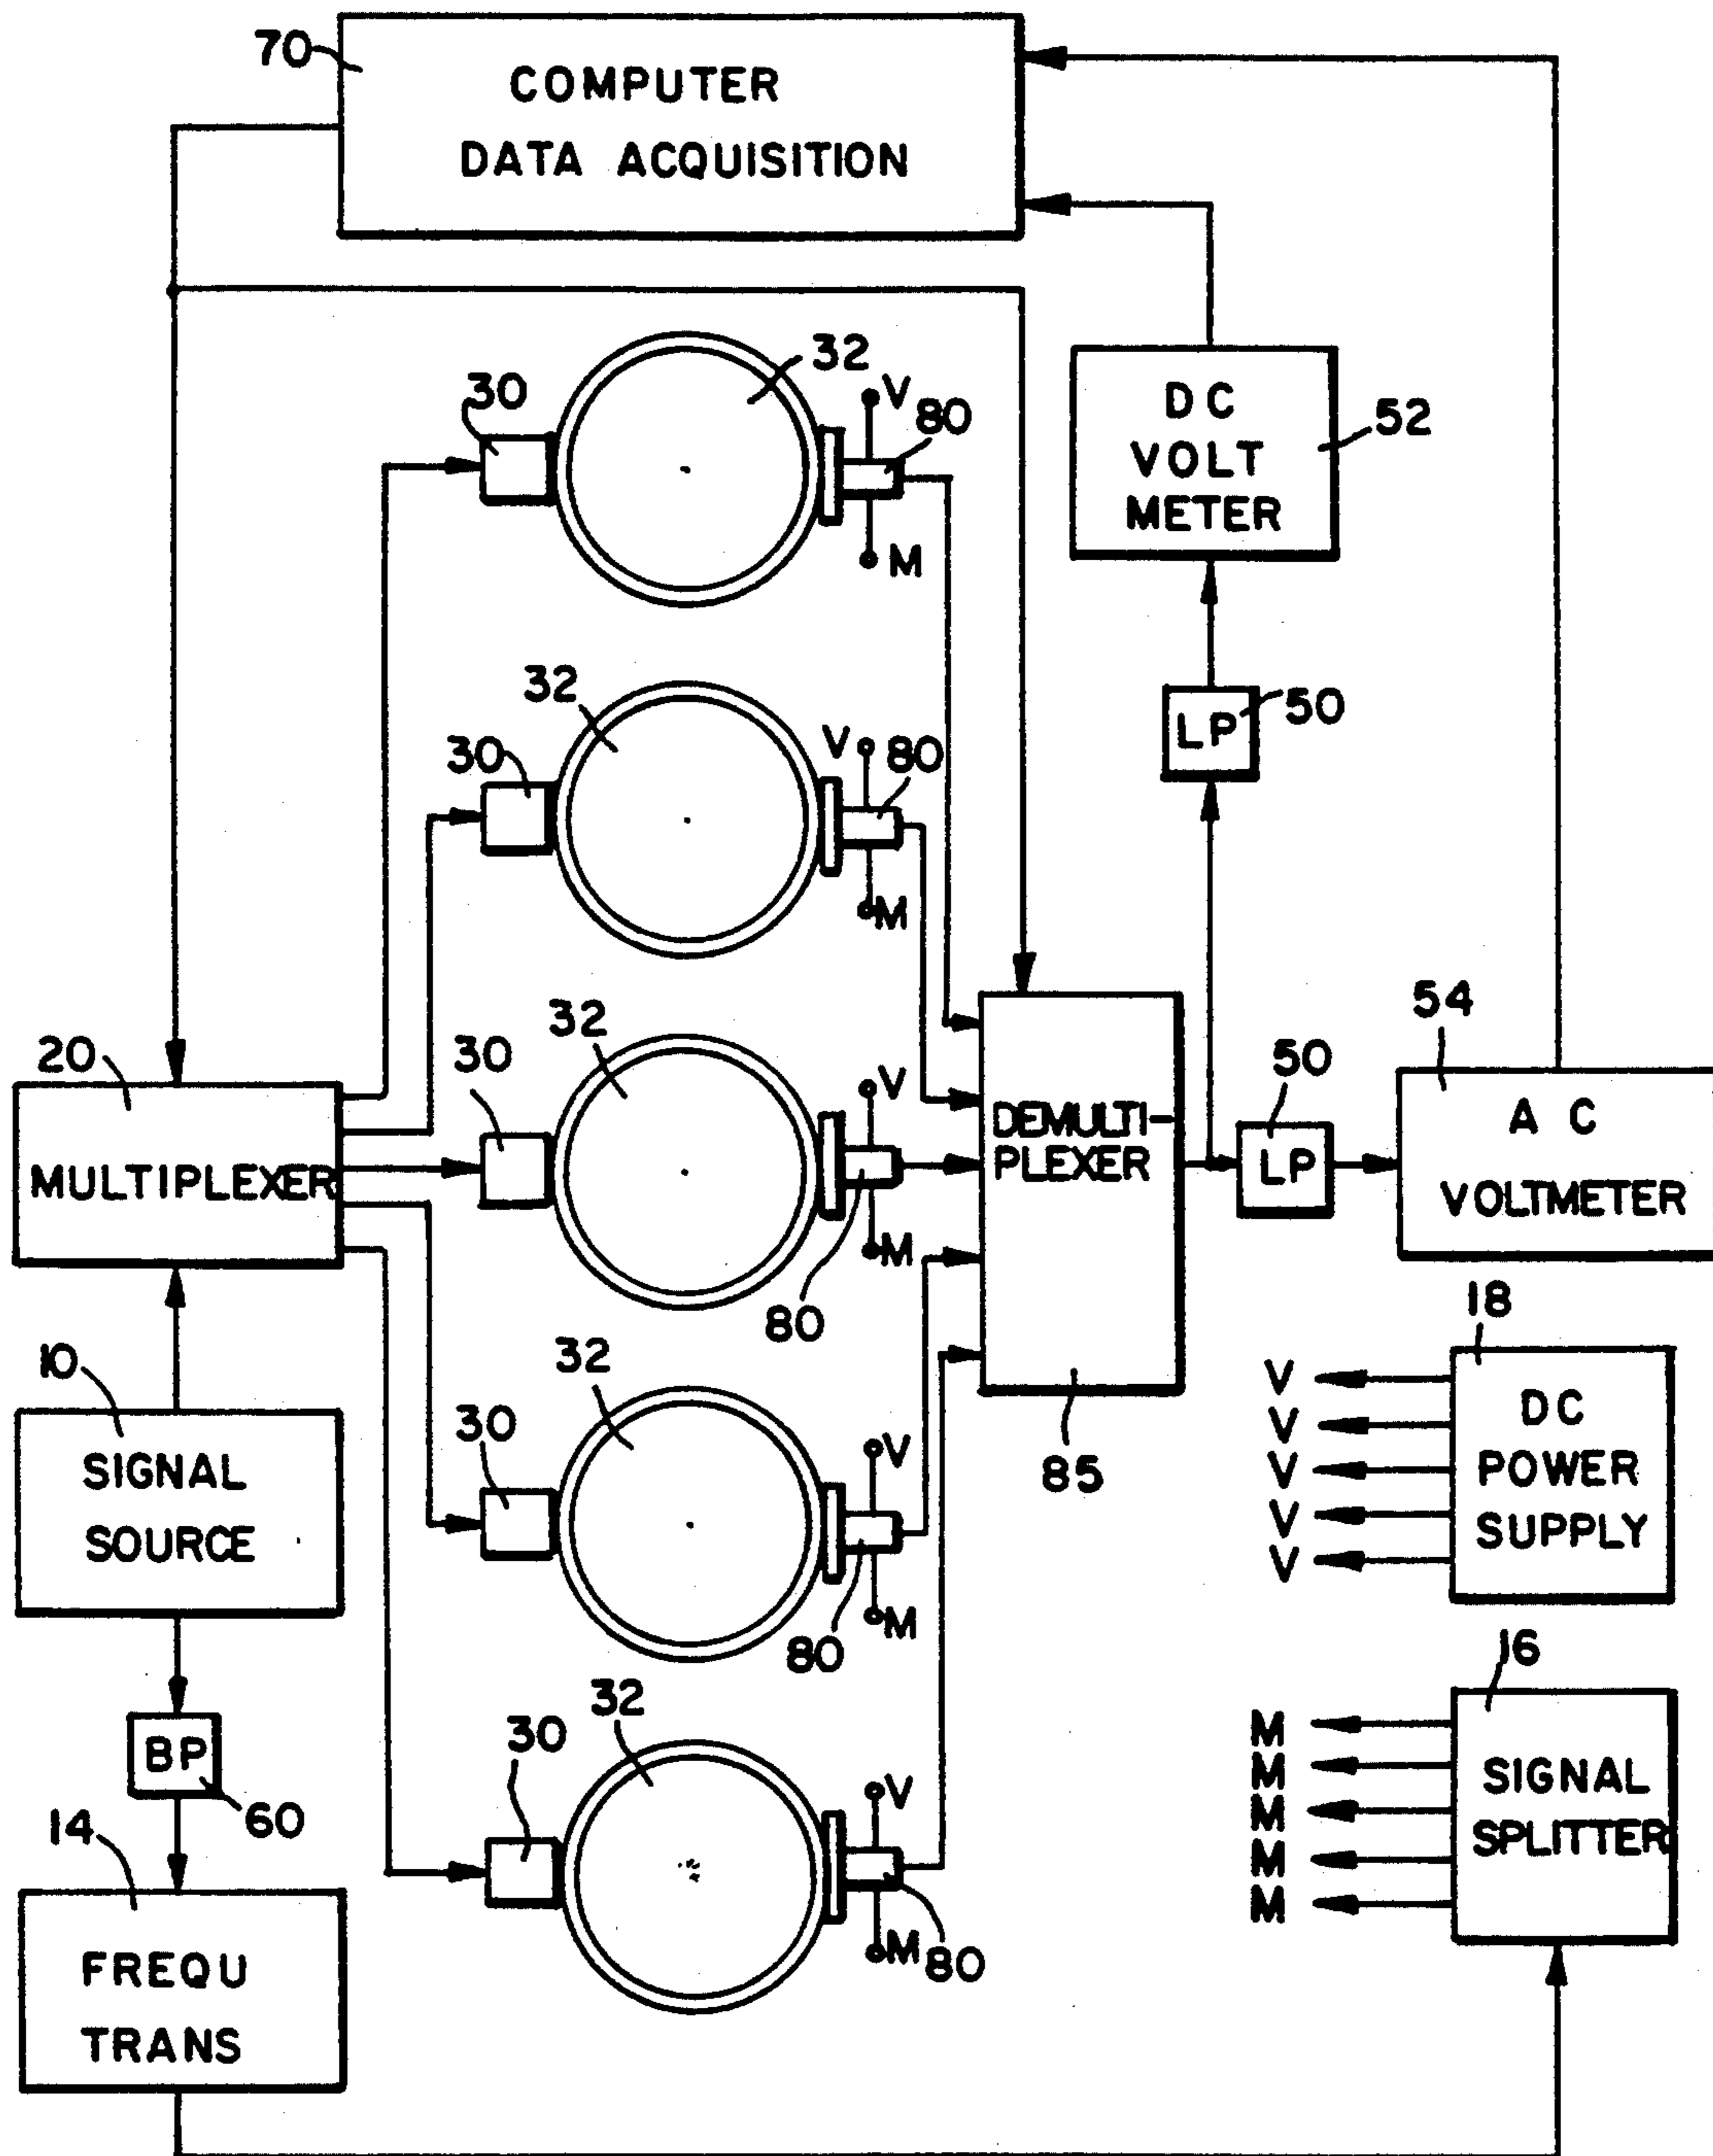 70
COMPUTER
DATA ACQUISITION
32
30
V
80
M
DC
VOLT
METER
52
32
30
V
80
M
LP
50
32
30
V
M
80
20
MULTIPLEXER
DEMULTI-
PLEXER
85
50
LP
54
AC
VOLTMETER
10
SIGNAL
SOURCE
32
30
V
M
80
18
DC
POWER
SUPPLY
V
V
V
V
V
BP
60
32
30
V
M
80
16
SIGNAL
SPLITTER
M
M
M
M
M
14
FREQU
TRANS